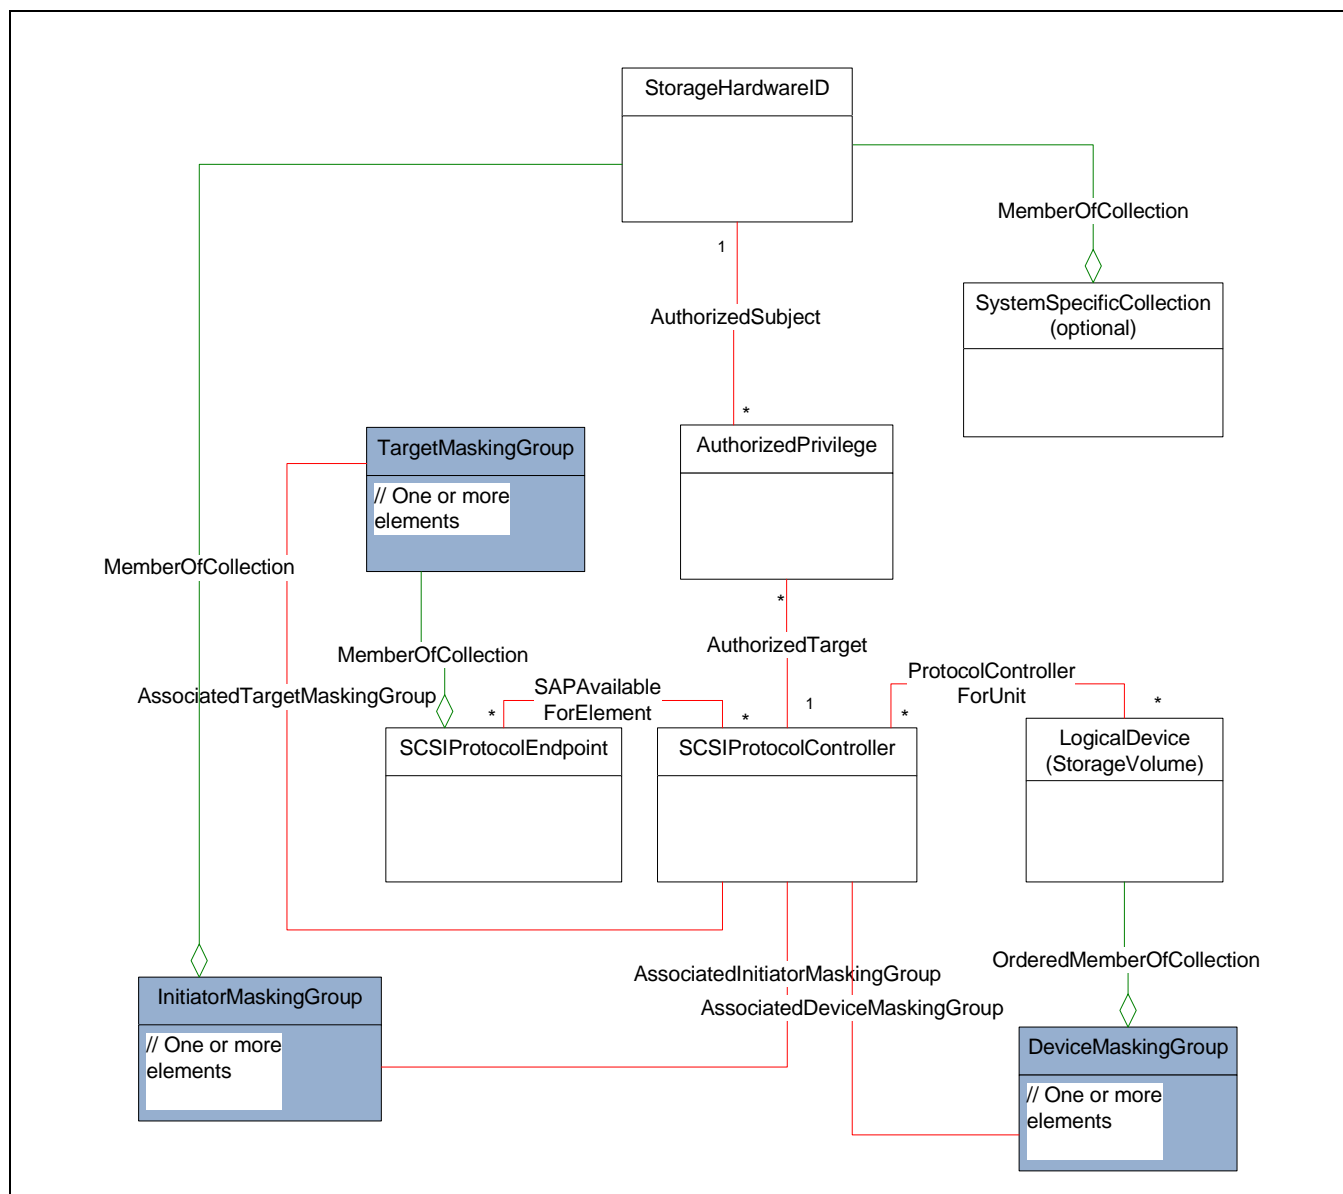 StorageHardwareID
MemberOfCollection
1
SystemSpecificCollection
(optional)
AuthorizedSubject
*
TargetMaskingGroup
// One or more
elements
AuthorizedPrivilege
MemberOfCollection
*
MemberOfCollection
AuthorizedTarget
AssociatedTargetMaskingGroup
SAPAvailable
ForElement
ProtocolController
ForUnit
*
*
1
*
*
SCSIProtocolEndpoint
SCSIProtocolController
LogicalDevice
(StorageVolume)
AssociatedInitiatorMaskingGroup
OrderedMemberOfCollection
InitiatorMaskingGroup
// One or more
elements
AssociatedDeviceMaskingGroup
DeviceMaskingGroup
// One or more
elements